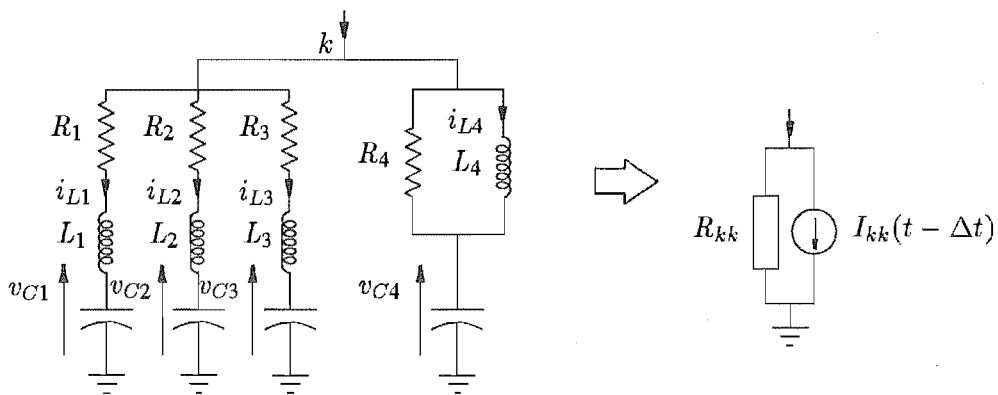 k
R1 R2 R3
iL4
R4 L4
iL1 iL2 iL3
L1 L2 L3
Rkk Ikk(t − Δt)
vC1 vC2 vC3 vC4